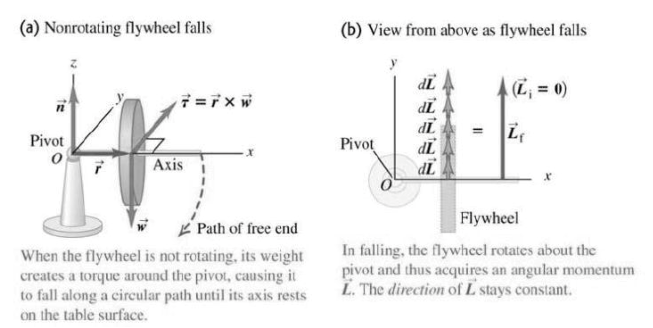 (a) Nonrotating flywheel falls
z
y
n⃗
τ⃗ = r⃗ × w⃗
Pivot
O
r⃗
Axis
x
w⃗
Path of free end
When the flywheel is not rotating, its weight
creates a torque around the pivot, causing it
to fall along a circular path until its axis rests
on the table surface.
(b) View from above as flywheel falls
y
dL⃗
dL⃗
dL⃗
dL⃗
dL⃗
=
(L⃗i = 0)
L⃗f
Pivot
O
x
Flywheel
In falling, the flywheel rotates about the
pivot and thus acquires an angular momentum
L⃗. The direction of L⃗ stays constant.